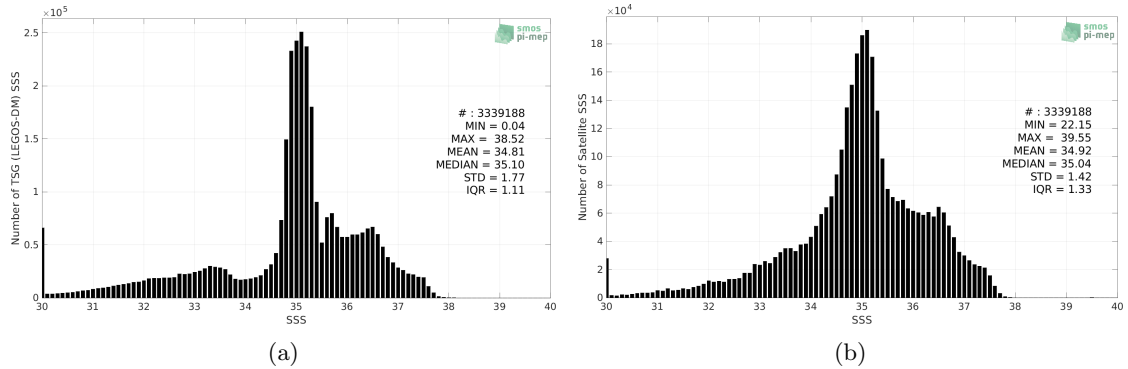 ×10⁵
2.5
2
1.5
1
0.5
0
30 31 32 33 34 35 36 37 38 39 40
SSS
Number of TSG (LEGOS-DM) SSS
smos
pi-mep
# : 3339188
MIN = 0.04
MAX = 38.52
MEAN = 34.81
MEDIAN = 35.10
STD = 1.77
IQR = 1.11
(a)
×10⁴
18
16
14
12
10
8
6
4
2
0
30 31 32 33 34 35 36 37 38 39 40
SSS
Number of Satellite SSS
smos
pi-mep
# : 3339188
MIN = 22.15
MAX = 39.55
MEAN = 34.92
MEDIAN = 35.04
STD = 1.42
IQR = 1.33
(b)